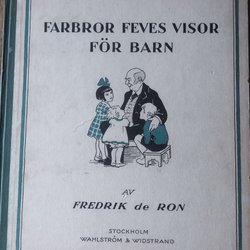 FARBROR FEVES VISOR
FÖR BARN
AV
FREDRIK de RON
STOCKHOLM
WAHLSTRÖM & WIDSTRAND